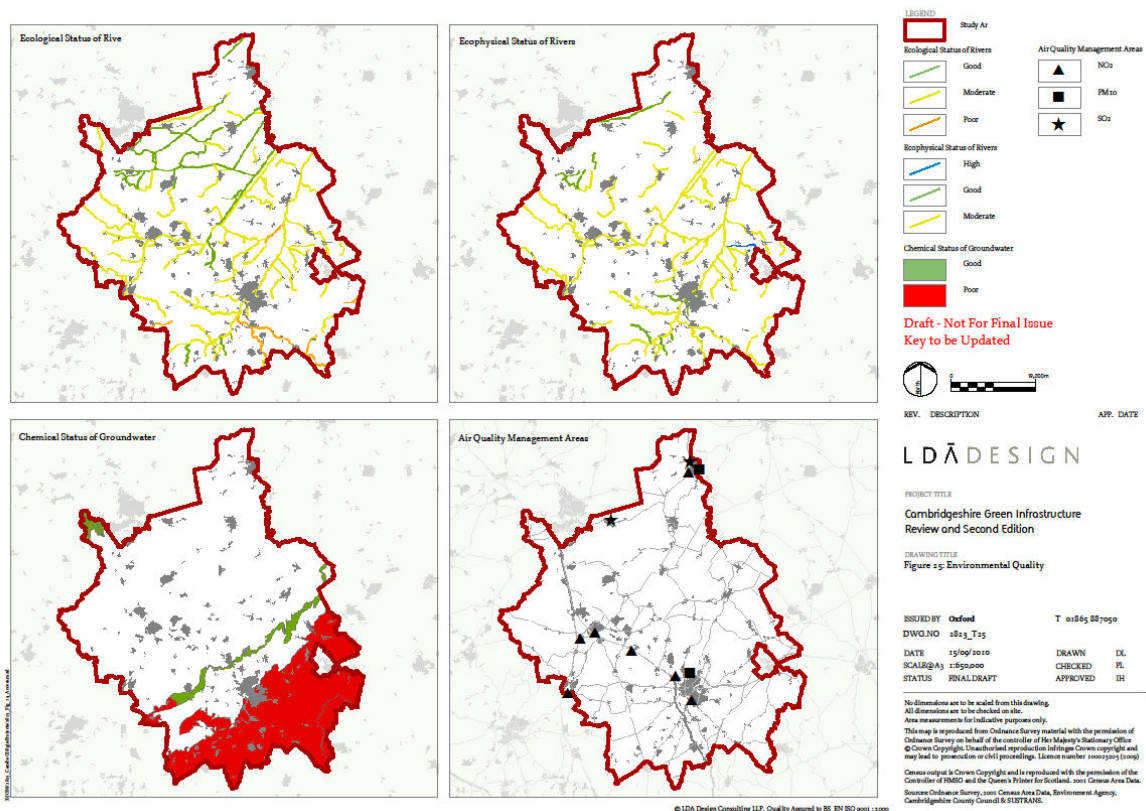 Ecological Status of Rive
Ecophysical Status of Rivers
Chemical Status of Groundwater
Air Quality Management Areas
LEGEND
Study Ar
Ecological Status of Rivers
Good
Moderate
Poor
Ecophysical Status of Rivers
High
Good
Moderate
Chemical Status of Groundwater
Good
Poor
Air Quality Management Areas
NO2
PM10
SO2
Draft - Not For Final Issue
Key to be Updated
North
0 19,500m
REV. DESCRIPTION APP. DATE
LDĀDESIGN
PROJECT TITLE
Cambridgeshire Green Infrastructure
Review and Second Edition
DRAWING TITLE
Figure 25: Environmental Quality
ISSUED BY Oxford T 01865 887050
DWG.NO 2813_T25
DATE 15/09/2010 DRAWN DL
SCALE@A3 1:650,000 CHECKED PL
STATUS FINAL DRAFT APPROVED IH
No dimensions are to be scaled from this drawing.
All dimensions are to be checked on site.
Area measurements for indicative purposes only.
This map is reproduced from Ordnance Survey material with the permission of
Ordnance Survey on behalf of the controller of Her Majesty's Stationary Office
© Crown Copyright. Unauthorised reproduction infringes Crown copyright and
may lead to prosecution or civil proceedings. Licence number 100023205 (2009)
Census output is Crown Copyright and is reproduced with the permission of the
Controller of HMSO and the Queen's Printer for Scotland. 2001 Census Area Data.
Sources Ordnance Survey, 2001 Census Area Data, Environment Agency,
Cambridgeshire County Council & SUSTRANS.
© LDA Design Consulting LLP. Quality Assured to BS EN ISO 9001 : 2000